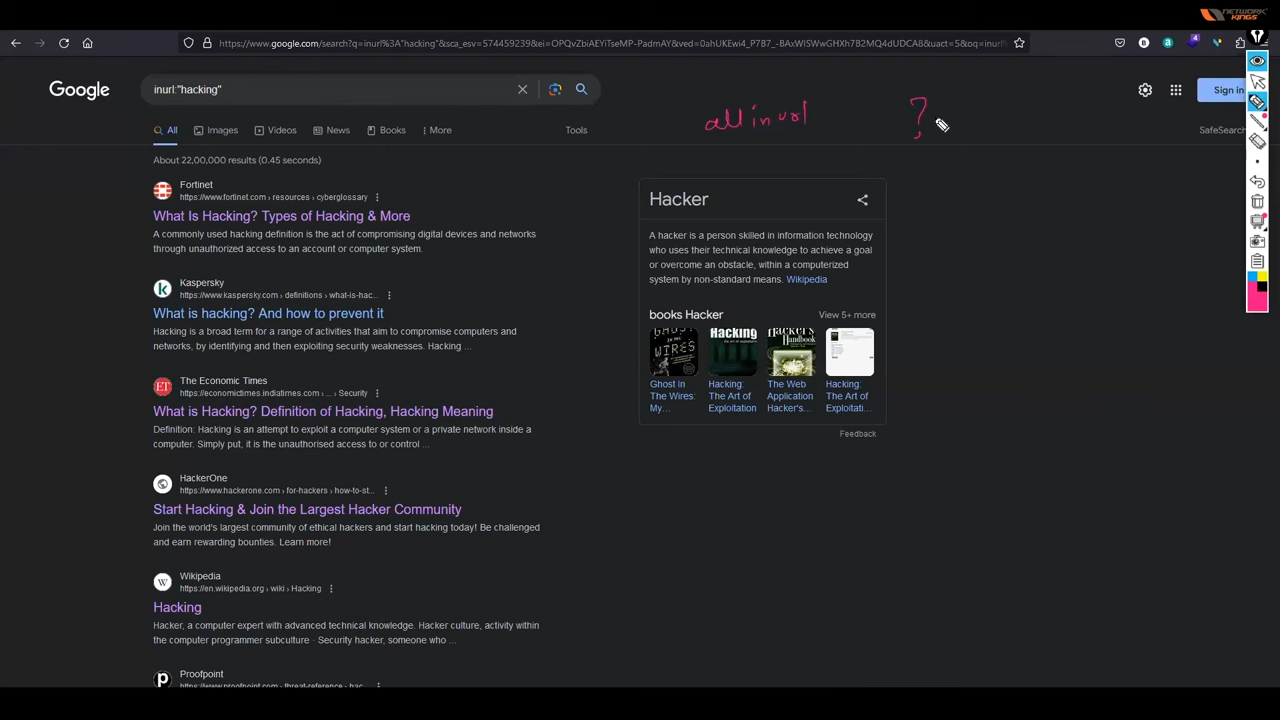 NETWORK
KINGS
https://www.google.com/search?q=inurl%3A"hacking"&sca_esv=574459239&ei=OPQvZbiAEYiTseMP-PadmAY&ved=0ahUKEwi4_P7B7_-BAxWISWwGHXh7B2MQ4dUDCA8&uact=5&oq=inurl
4
Google
inurl:"hacking"
Sign in
all in url ?
All
Images
Videos
News
Books
More
Tools
SafeSearch
About 22,00,000 results (0.45 seconds)
Fortinet
https://www.fortinet.com › resources › cyberglossary
What Is Hacking? Types of Hacking & More
A commonly used hacking definition is the act of compromising digital devices and networks
through unauthorized access to an account or computer system.
Kaspersky
https://www.kaspersky.com › definitions › what-is-hac...
What is hacking? And how to prevent it
Hacking is a broad term for a range of activities that aim to compromise computers and
networks, by identifying and then exploiting security weaknesses. Hacking ...
ET
The Economic Times
https://economictimes.indiatimes.com › ... › Security
What is Hacking? Definition of Hacking, Hacking Meaning
Definition: Hacking is an attempt to exploit a computer system or a private network inside a
computer. Simply put, it is the unauthorised access to or control ...
HackerOne
https://www.hackerone.com › for-hackers › how-to-st...
Start Hacking & Join the Largest Hacker Community
Join the world's largest community of ethical hackers and start hacking today! Be challenged
and earn rewarding bounties. Learn more!
W
Wikipedia
https://en.wikipedia.org › wiki › Hacking
Hacking
Hacker, a computer expert with advanced technical knowledge. Hacker culture, activity within
the computer programmer subculture · Security hacker, someone who ...
p
Proofpoint
https://www.proofpoint.com › threat-reference › hac...
Hacker
A hacker is a person skilled in information technology
who uses their technical knowledge to achieve a goal
or overcome an obstacle, within a computerized
system by non-standard means. Wikipedia
books Hacker
View 5+ more
Ghost in
The Wires:
My...
Hacking:
The Art of
Exploitation
The Web
Application
Hacker's...
Hacking:
The Art of
Exploitati...
Feedback